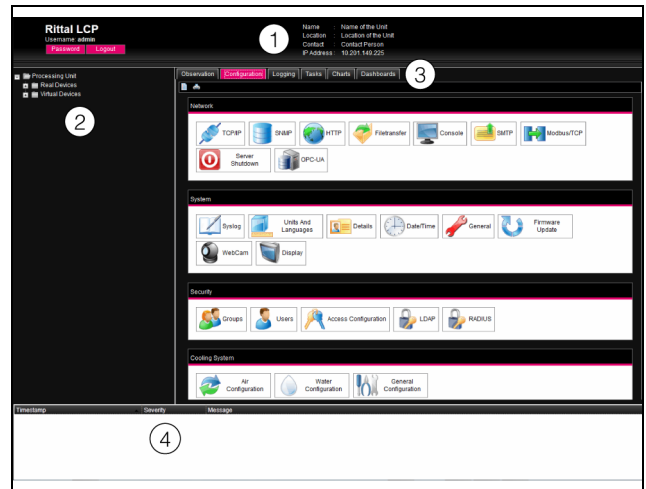 Rittal LCP
Username: admin
Password Logout
1
Name : Name of the Unit
Location : Location of the Unit
Contact : Contact Person
IP Address : 10.201.149.225
Processing Unit
Real Devices
Virtual Devices
2
Observation Configuration Logging Tasks Charts Dashboards
3
Network
TCP/IP SNMP HTTP Filetransfer Console SMTP Modbus/TCP
Server Shutdown OPC-UA
System
Syslog Units And Languages Details Date/Time General Firmware Update
WebCam Display
Security
Groups Users Access Configuration LDAP RADIUS
Cooling System
Air Configuration Water Configuration General Configuration
Timestamp Severity Message
4